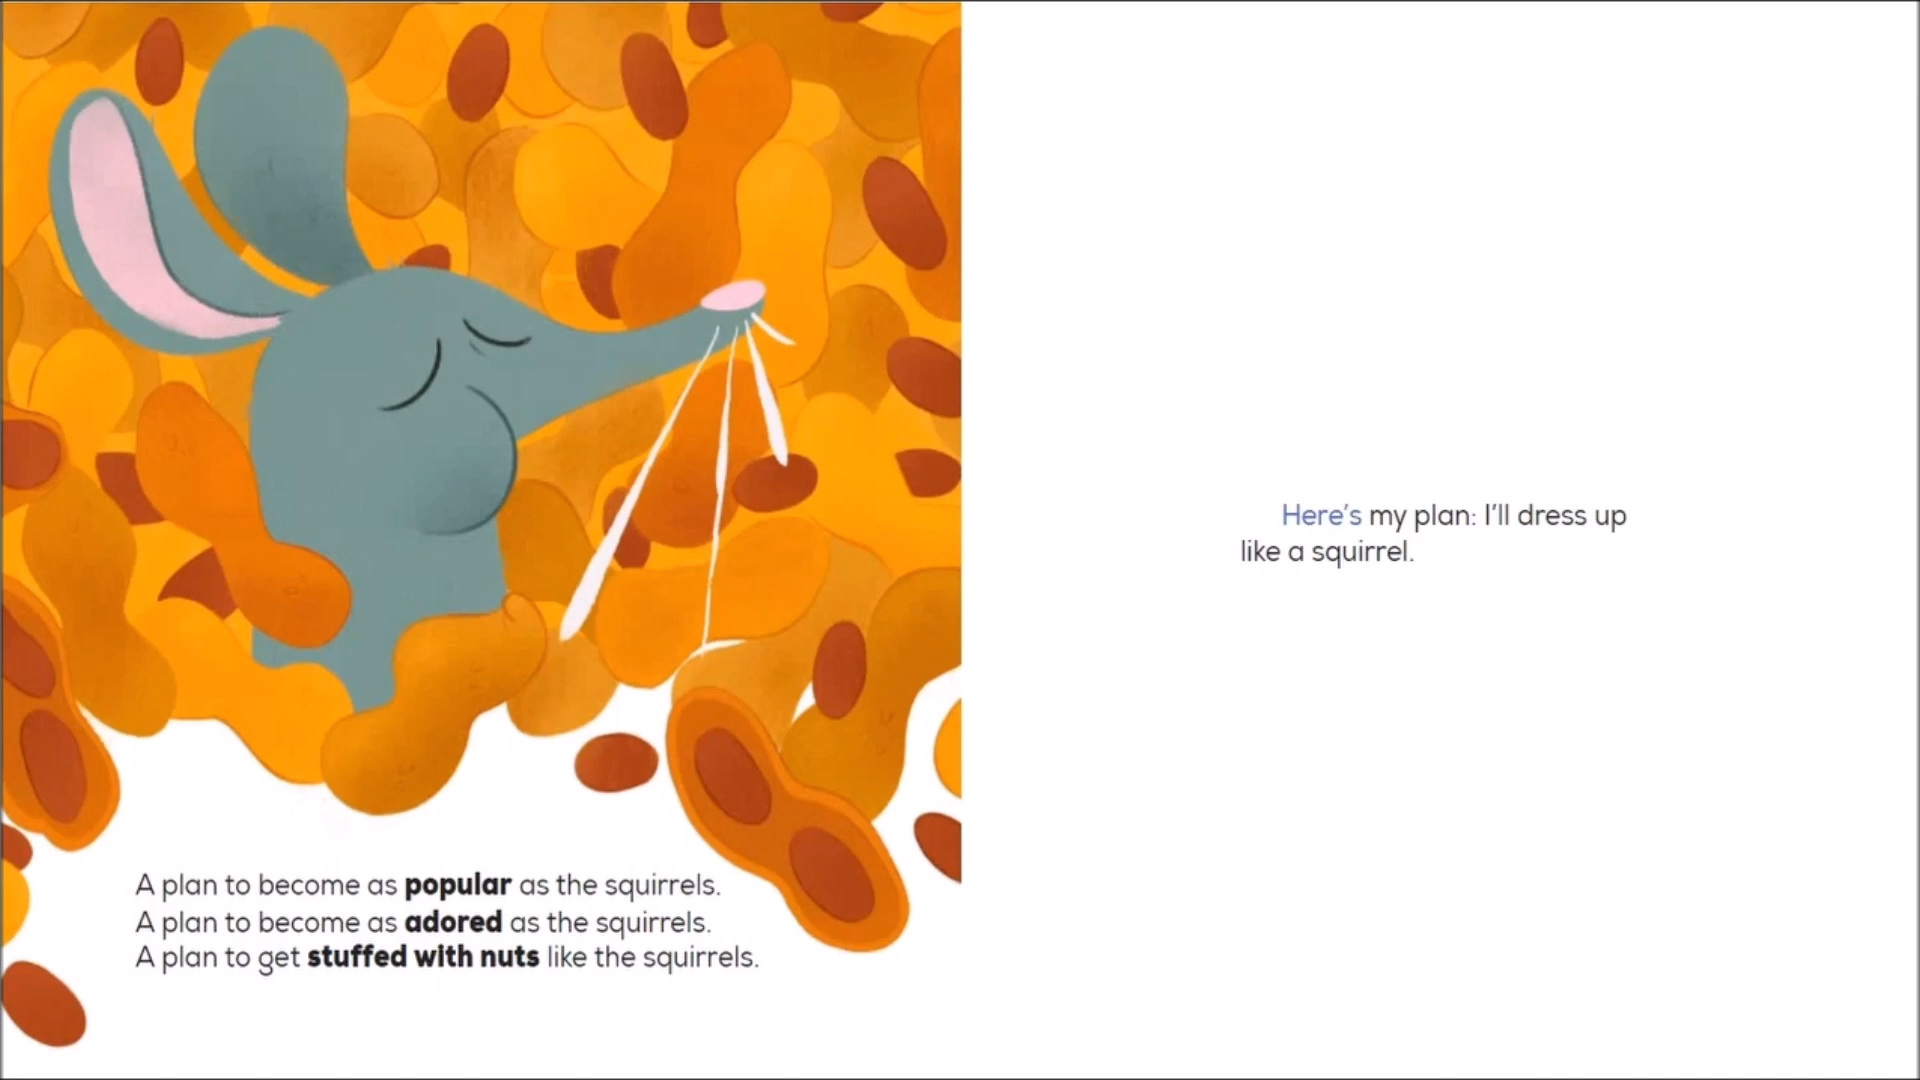 A plan to become as popular as the squirrels.
A plan to become as adored as the squirrels.
A plan to get stuffed with nuts like the squirrels.
Here’s my plan: I’ll dress up
like a squirrel.